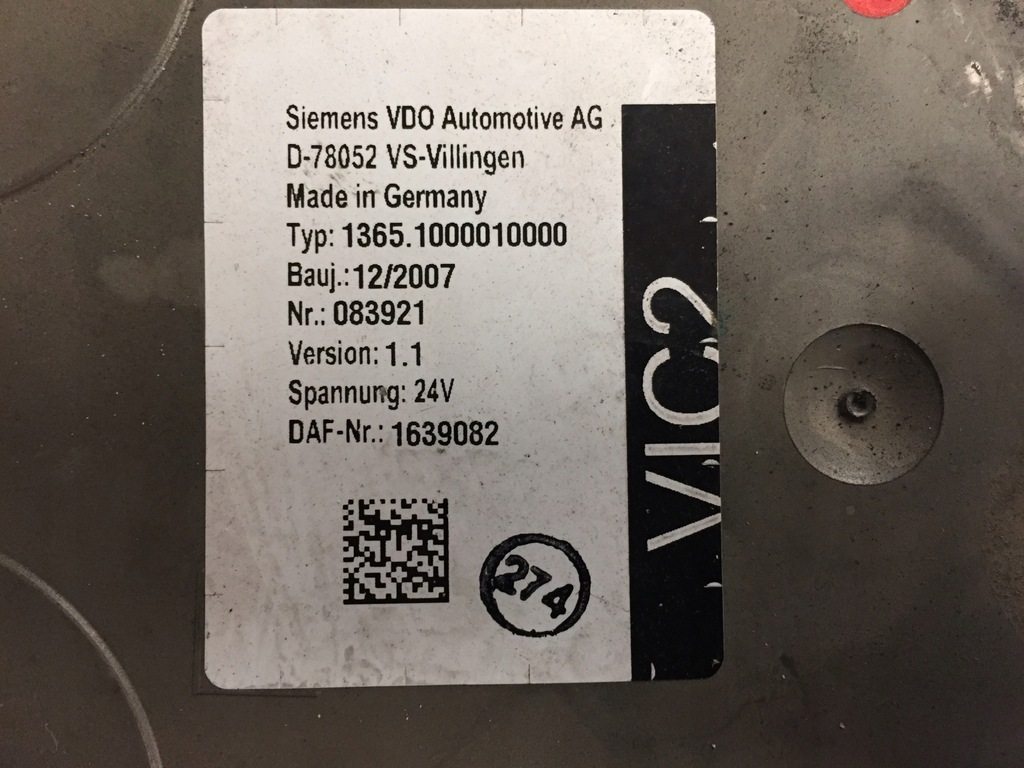 Siemens VDO Automotive AG
D-78052 VS-Villingen
Made in Germany
Typ: 1365.1000010000
Bauj.: 12/2007
Nr.: 083921
Version: 1.1
Spannung: 24V
DAF-Nr.: 1639082
274
VIC2